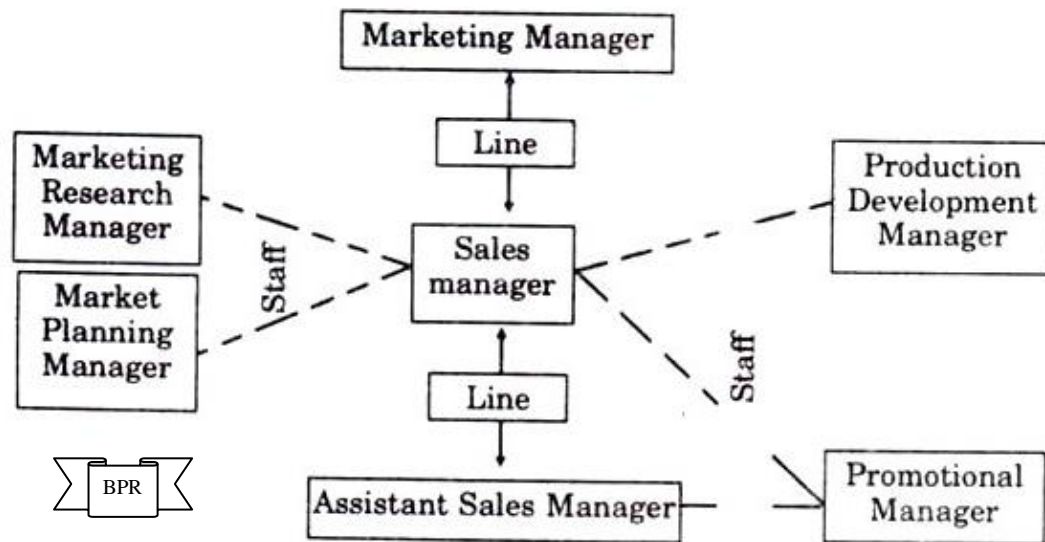 Marketing Manager
Line
Marketing
Research
Manager
Production
Development
Manager
Staff
Sales
manager
Market
Planning
Manager
Staff
Line
BPR
Assistant Sales Manager
Promotional
Manager